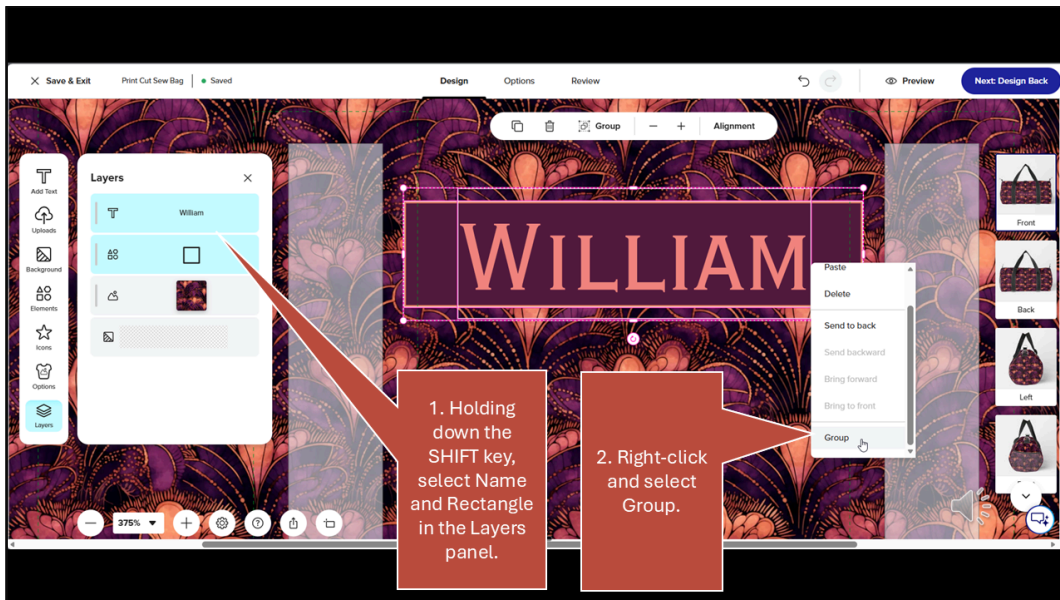 Save & Exit
Print Cut Sew Bag
Saved
Design
Options
Review
Preview
Next: Design Back
Group
Alignment
Add Text
Uploads
Background
Elements
Icons
Options
Layers
Layers
William
WILLIAM
Paste
Delete
Send to back
Send backward
Bring forward
Bring to front
Group
Front
Back
Left
1. Holding
down the
SHIFT key,
select Name
and Rectangle
in the Layers
panel.
2. Right-click
and select
Group.
375%